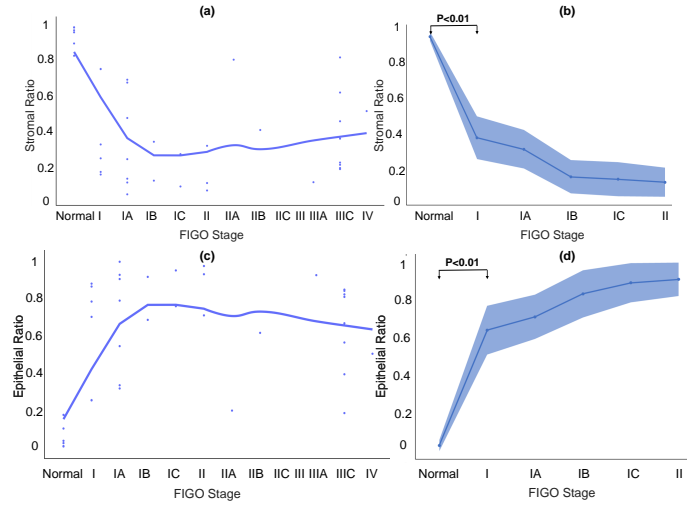 (a)
1
0.8
0.6
0.4
0.2
0
Stromal Ratio
Normal I IA IB IC II IIA IIB IIC III IIIA IIIC IV
FIGO Stage
(b)
P<0.01
1
0.8
0.6
0.4
0.2
0
Stromal Ratio
Normal I IA IB IC II
FIGO Stage
(c)
1
0.8
0.6
0.4
0.2
0
Epithelial Ratio
Normal I IA IB IC II IIA IIB IIC III IIIA IIIC IV
FIGO Stage
(d)
P<0.01
1
0.8
0.6
0.4
0.2
0
Epithelial Ratio
Normal I IA IB IC II
FIGO Stage